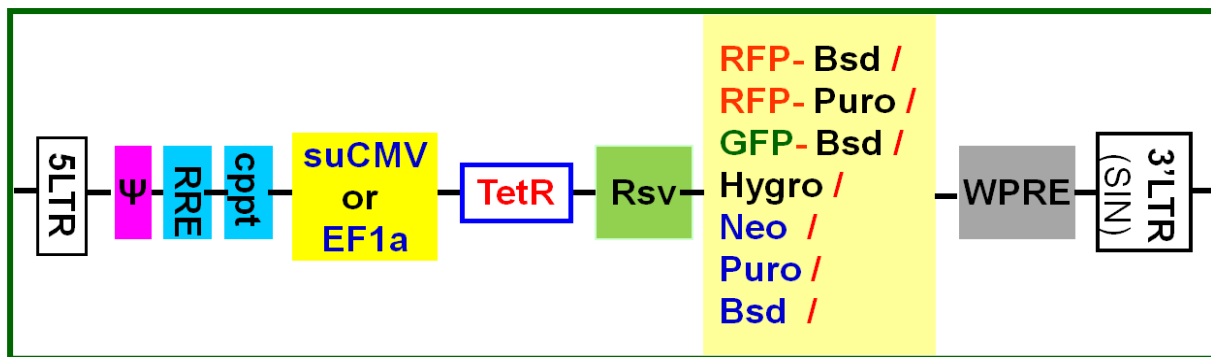 5LTR
Ψ
RRE
cppt
suCMV
or
EF1a
TetR
Rsv
RFP- Bsd /
RFP- Puro /
GFP- Bsd /
Hygro /
Neo /
Puro /
Bsd /
WPRE
3'LTR
(SIN)